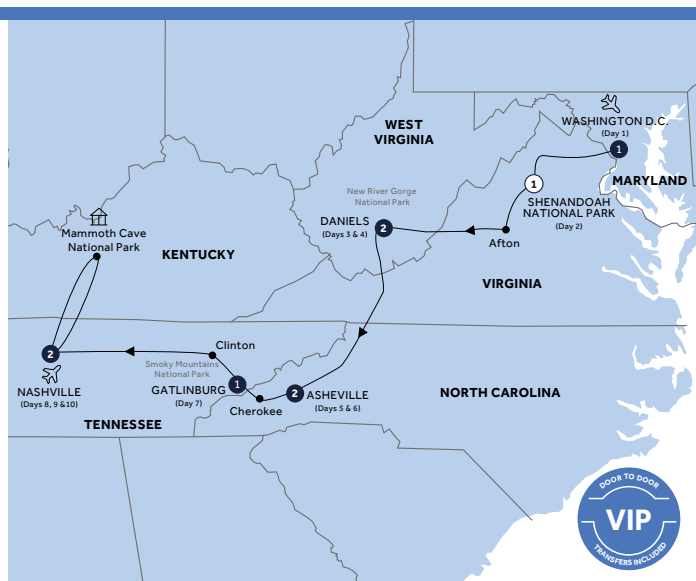 WASHINGTON D.C.
(Day 1)
1
WEST
VIRGINIA
MARYLAND
1
SHENANDOAH
NATIONAL PARK
(Day 2)
New River Gorge
National Park
DANIELS
(Days 3 & 4)
2
Afton
Mammoth Cave
National Park
KENTUCKY
VIRGINIA
Clinton
2
Smoky Mountains
National Park
GATLINBURG
(Day 7)
1
NASHVILLE
(Days 8, 9 &10)
Cherokee
2
ASHEVILLE
(Days 5 & 6)
NORTH CAROLINA
TENNESSEE
DOOR TO DOOR
VIP
TRANSFERS INCLUDED